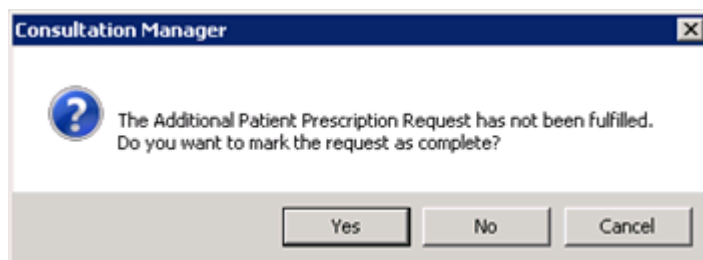 Consultation Manager
The Additional Patient Prescription Request has not been fulfilled.
Do you want to mark the request as complete?
Yes No Cancel